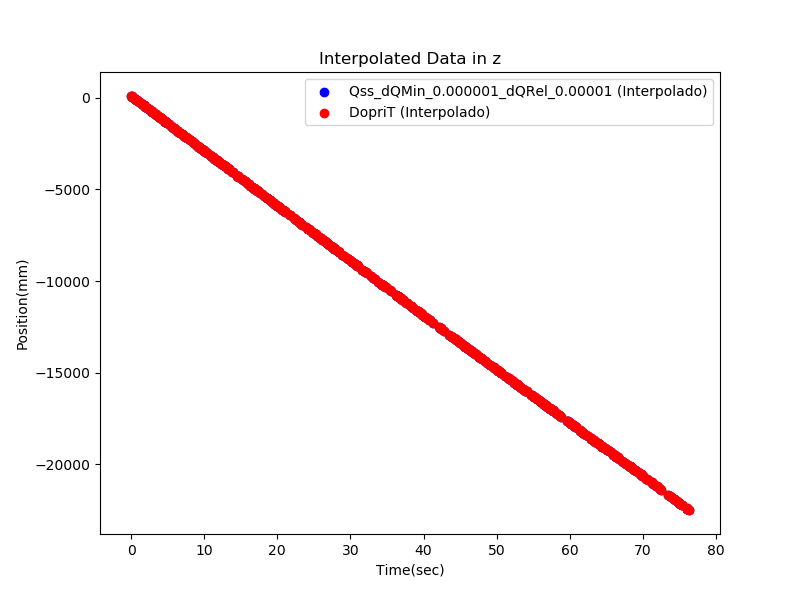 Interpolated Data in z
Qss_dQMin_0.000001_dQRel_0.00001 (Interpolado)
DopriT (Interpolado)
0
−5000
−10000
−15000
−20000
Position(mm)
0 10 20 30 40 50 60 70 80
Time(sec)